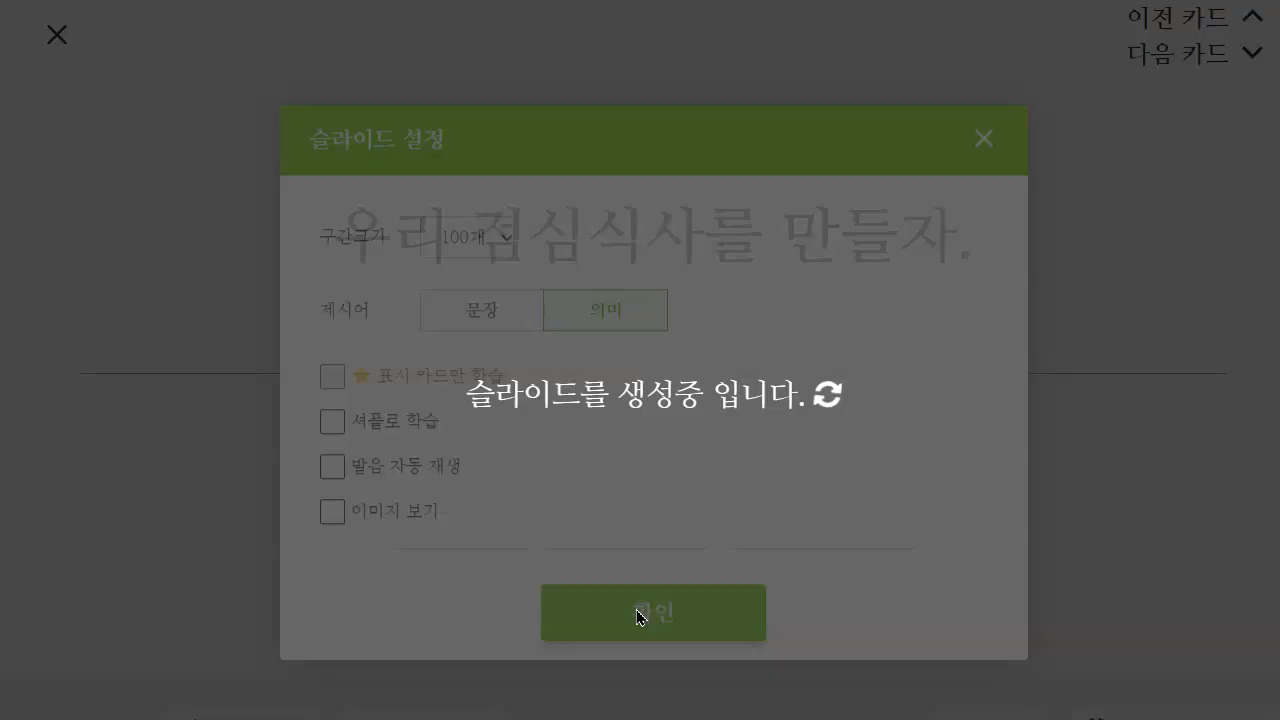 이전 카드
다음 카드
슬라이드 설정
우리 점심식사를 만들자.
구간크기 100개
제시어 문장 의미
표시 카드만 학습
슬라이드를 생성중 입니다.
셔플로 학습
발음 자동 재생
이미지 보기
확인